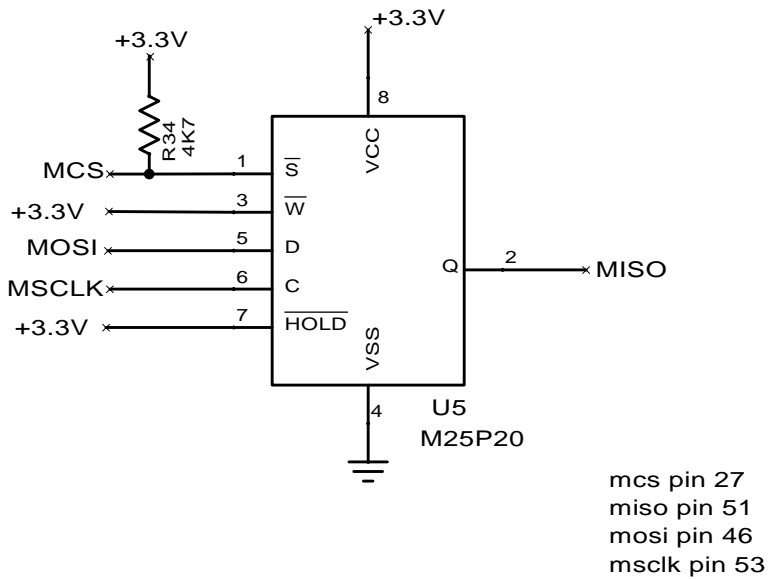 +3.3V
+3.3V
8
VCC
R34
4K7
MCS
1
S
+3.3V
3
W
MOSI
5
D
MSCLK
6
C
+3.3V
7
HOLD
Q
2
MISO
VSS
4
U5
M25P20
mcs pin 27
miso pin 51
mosi pin 46
msclk pin 53